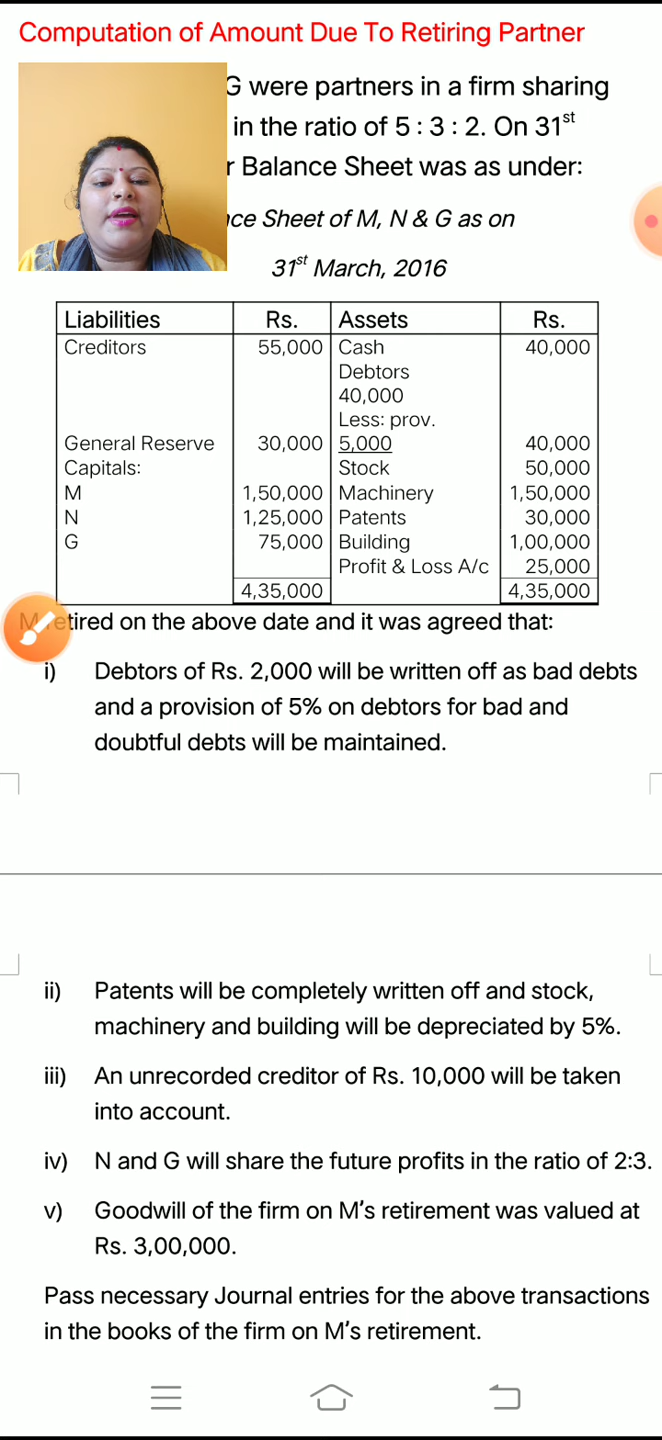 Computation of Amount Due To Retiring Partner
G were partners in a firm sharing
in the ratio of 5 : 3 : 2. On 31st
r Balance Sheet was as under:
nce Sheet of M, N & G as on
31st March, 2016
Liabilities Rs. Assets Rs.
Creditors 55,000 Cash 40,000
Debtors
40,000
Less: prov.
General Reserve 30,000 5,000 40,000
Capitals: Stock 50,000
M 1,50,000 Machinery 1,50,000
N 1,25,000 Patents 30,000
G 75,000 Building 1,00,000
Profit & Loss A/c 25,000
4,35,000 4,35,000
M retired on the above date and it was agreed that:
i) Debtors of Rs. 2,000 will be written off as bad debts
and a provision of 5% on debtors for bad and
doubtful debts will be maintained.
ii) Patents will be completely written off and stock,
machinery and building will be depreciated by 5%.
iii) An unrecorded creditor of Rs. 10,000 will be taken
into account.
iv) N and G will share the future profits in the ratio of 2:3.
v) Goodwill of the firm on M's retirement was valued at
Rs. 3,00,000.
Pass necessary Journal entries for the above transactions
in the books of the firm on M's retirement.